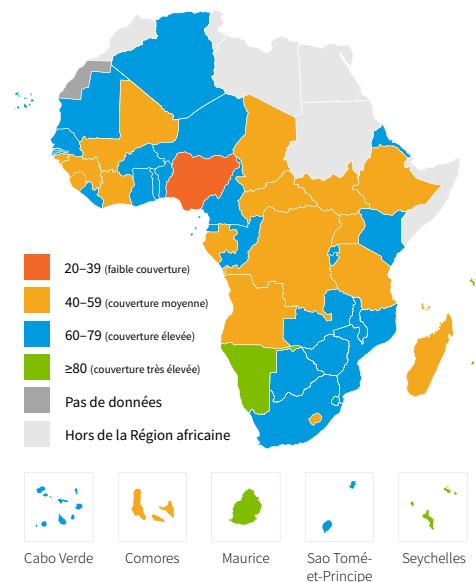 20–39 (faible couverture)
40–59 (couverture moyenne)
60–79 (couverture élevée)
≥80 (couverture très élevée)
Pas de données
Hors de la Région africaine
Cabo Verde
Comores
Maurice
Sao Tomé-
et-Principe
Seychelles